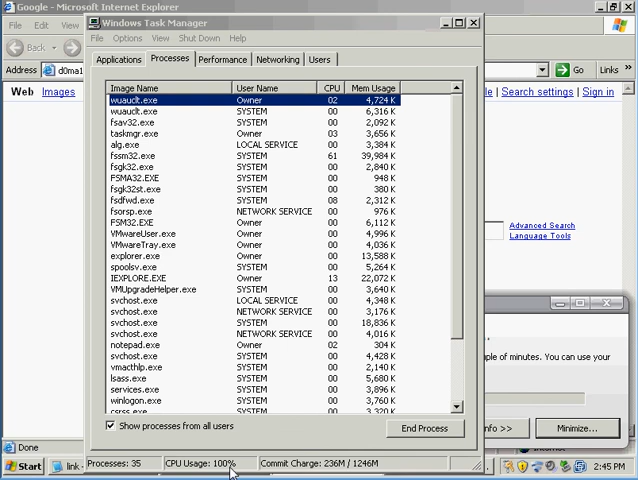 Google - Microsoft Internet Explorer
Windows Task Manager
File Edit View
File Options View Shut Down Help
Back
Applications Processes Performance Networking Users
Address d0ma1 Go Links »
Web Images | Search settings | Sign in
Image Name User Name CPU Mem Usage
wuauclt.exe Owner 02 4,724 K
wuauclt.exe SYSTEM 00 6,316 K
fsav32.exe SYSTEM 00 2,092 K
taskmgr.exe Owner 03 3,656 K
alg.exe LOCAL SERVICE 00 3,384 K
fssm32.exe SYSTEM 61 39,984 K
fsgk32.exe SYSTEM 00 2,840 K
FSMA32.EXE SYSTEM 00 948 K
fsgk32st.exe SYSTEM 00 380 K
fsdfwd.exe SYSTEM 08 2,312 K
fsorsp.exe NETWORK SERVICE 00 976 K
FSM32.EXE Owner 00 6,112 K
VMwareUser.exe Owner 00 4,996 K
VMwareTray.exe Owner 00 4,036 K
explorer.exe Owner 00 13,588 K
spoolsv.exe SYSTEM 00 5,264 K
IEXPLORE.EXE Owner 13 22,072 K
VMUpgradeHelper.exe SYSTEM 00 3,640 K
svchost.exe LOCAL SERVICE 00 4,348 K
svchost.exe NETWORK SERVICE 00 3,176 K
svchost.exe SYSTEM 00 18,836 K
svchost.exe NETWORK SERVICE 00 4,016 K
notepad.exe Owner 02 304 K
svchost.exe SYSTEM 00 4,428 K
vmacthlp.exe SYSTEM 00 2,140 K
lsass.exe SYSTEM 00 5,680 K
services.exe SYSTEM 00 3,896 K
winlogon.exe SYSTEM 00 3,760 K
csrss.exe SYSTEM 00 3,320 K
Advanced Search
Language Tools
ple of minutes. You can use your
Show processes from all users End Process
nfo >> Minimize...
Done
Processes: 35 CPU Usage: 100% Commit Charge: 236M / 1246M
Start link - 2:45 PM